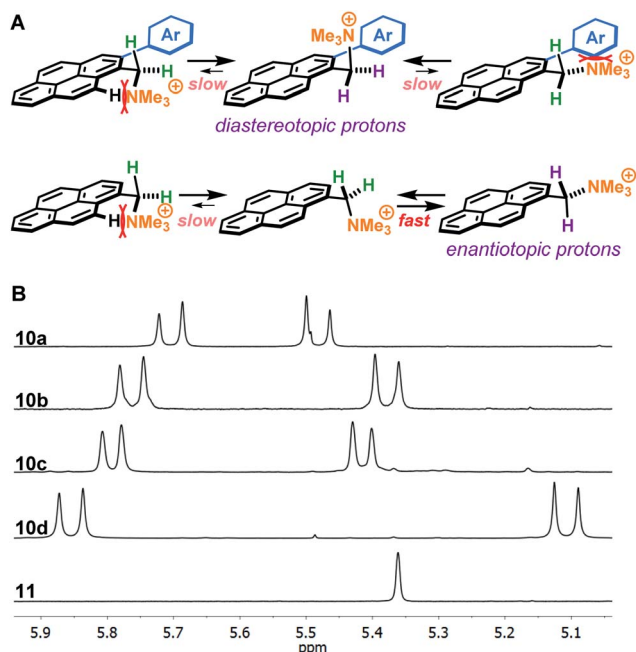 A
Ar
H
H
H
NMe3 ⊕
slow
Me3N ⊕
Ar
H
H
slow
H
Ar
⊕
NMe3
H
diastereotopic protons
H
H
H
NMe3 ⊕
slow
H
H
NMe3 ⊕
fast
H
NMe3 ⊕
H
enantiotopic protons
B
10a
10b
10c
10d
11
5.9 5.8 5.7 5.6 5.5 5.4 5.3 5.2 5.1
ppm